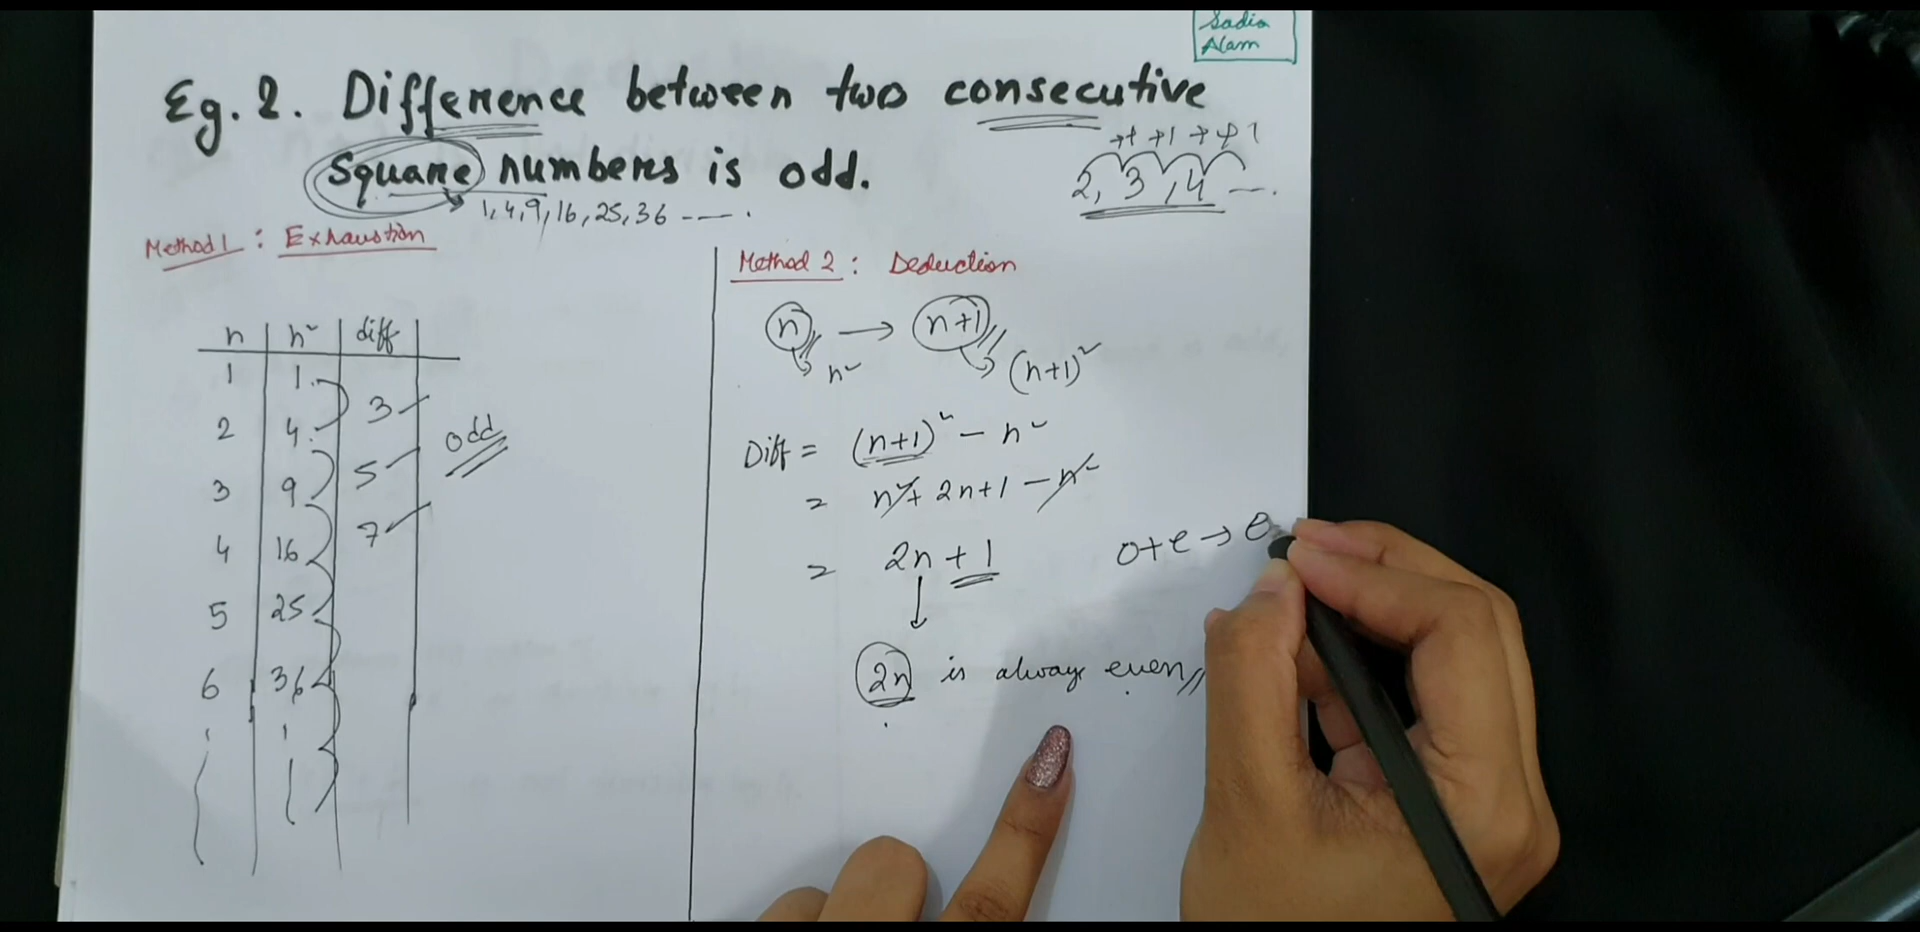 Sadia
Alam
Eg. 2. Difference between two consecutive
square numbers is odd.
1, 4, 9, 16, 25, 36 ---- .
+1 +1 +1
2, 3, 4 --- .
Method 1 : Exhaustion
n n² diff
1 1
2 4
3 9
4 16
5 25
6 36
3
5
7
odd
Method 2 : Deduction
n → n+1
n² (n+1)²
Diff = (n+1)² - n²
= n² + 2n+1 - n²
= 2n + 1
o+e →
2n is always even